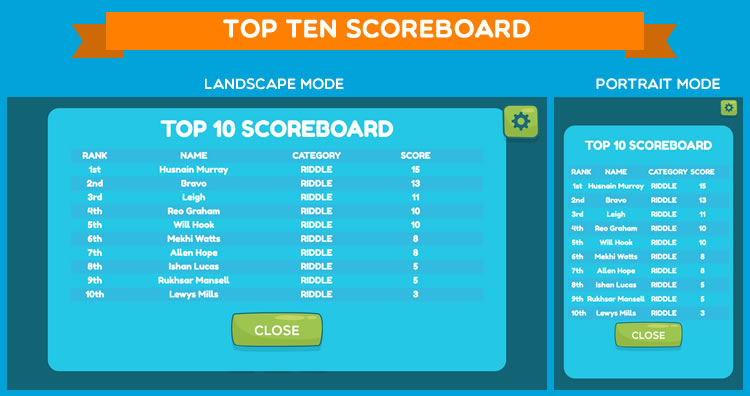 TOP TEN SCOREBOARD
LANDSCAPE MODE
TOP 10 SCOREBOARD
RANK NAME CATEGORY SCORE
1st Husnain Murray RIDDLE 15
2nd Bravo RIDDLE 13
3rd Leigh RIDDLE 11
4th Reo Graham RIDDLE 10
5th Will Hook RIDDLE 10
6th Mekhi Watts RIDDLE 8
7th Allen Hope RIDDLE 8
8th Ishan Lucas RIDDLE 5
9th Rukhsar Mansell RIDDLE 5
10th Lewys Mills RIDDLE 3
CLOSE
PORTRAIT MODE
TOP 10 SCOREBOARD
RANK NAME CATEGORY SCORE
1st Husnain Murray RIDDLE 15
2nd Bravo RIDDLE 13
3rd Leigh RIDDLE 11
4th Reo Graham RIDDLE 10
5th Will Hook RIDDLE 10
6th Mekhi Watts RIDDLE 8
7th Allen Hope RIDDLE 8
8th Ishan Lucas RIDDLE 5
9th Rukhsar Mansell RIDDLE 5
10th Lewys Mills RIDDLE 3
CLOSE